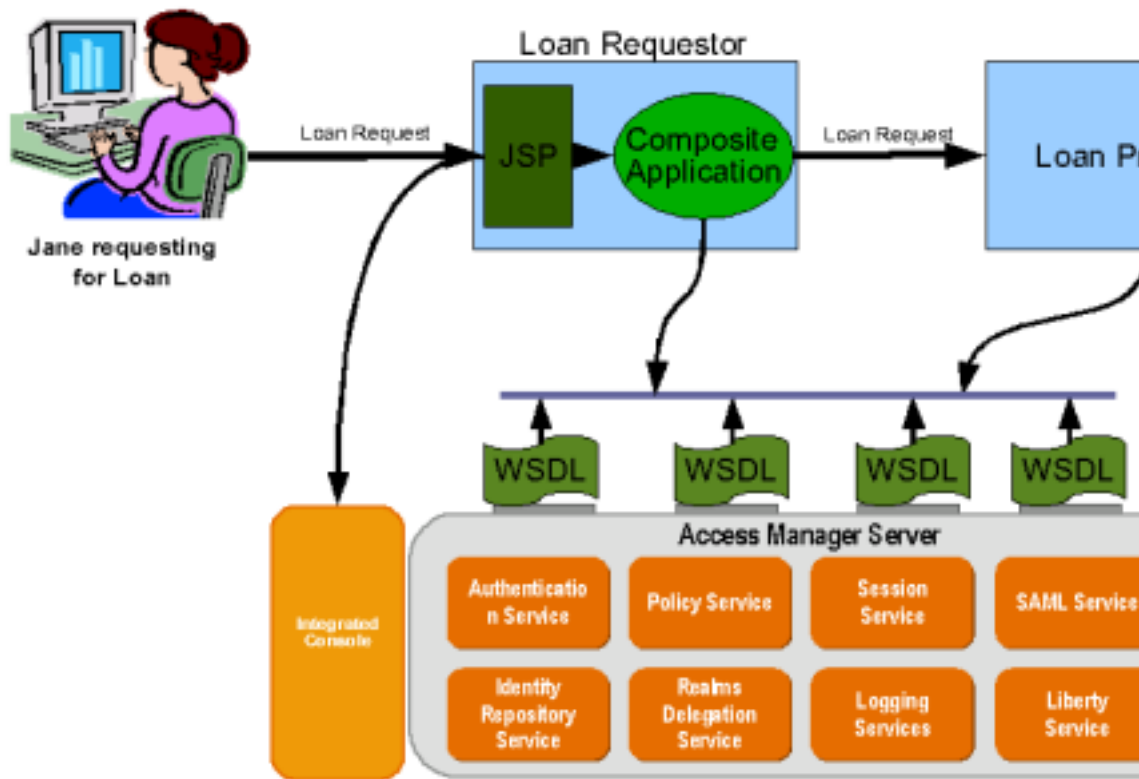 Loan Requestor
Loan Request
JSP
Composite
Application
Loan Request
Loan P
Jane requesting
for Loan
WSDL
WSDL
WSDL
WSDL
Access Manager Server
Integrated
Console
Authenticatio
n Service
Policy Service
Session
Service
SAML Service
Identity
Repository
Service
Realms
Delegation
Service
Logging
Services
Liberty
Service